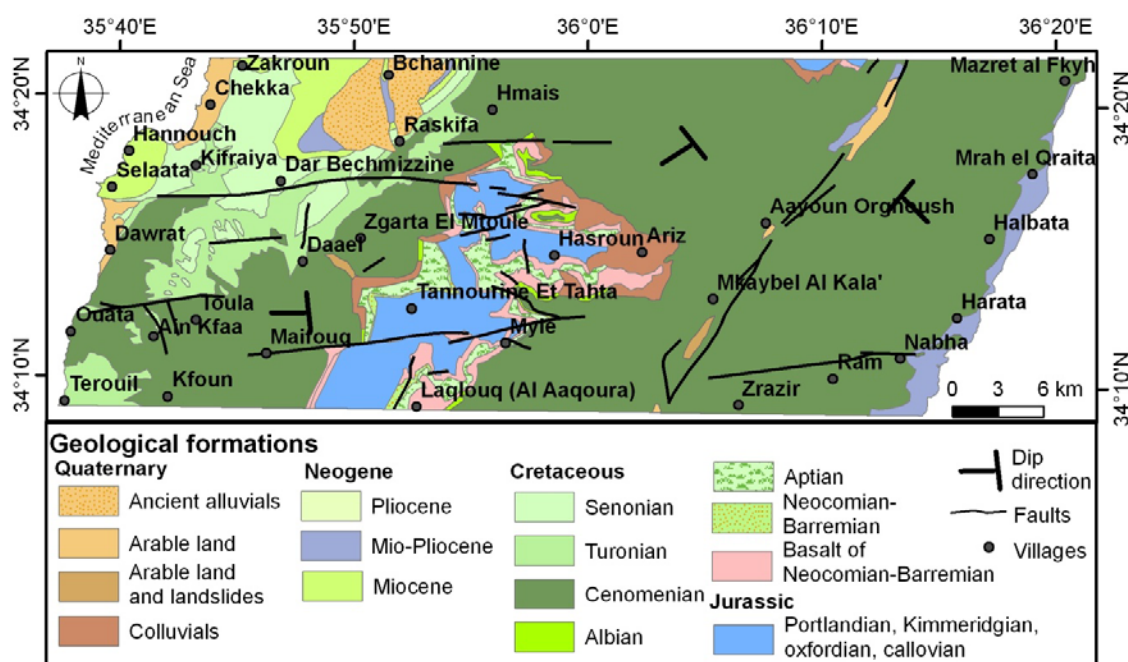 35°40'E 35°50'E 36°0'E 36°10'E 36°20'E
34°20'N
34°20'N
34°10'N
34°10'N
N
Mediterranean Sea
Zakroun
Bchannine
Mazret al Fkyh
Chekka
Hmais
Hannouch
Raskifa
Kifraiya
Dar Bechmizzine
Selaata
Mrah el Qraita
Aayoun Orghoush
Zgarta El Mtoule
Dawrat
Daael
Hasroun
Ariz
Halbata
Tannourine Et Tahta
Mkaybel Al Kala'
Toula
Ouata
Ain Kfaa
Mairouq
Myle
Harata
Nabha
Ram
Terouil
Kfoun
Laqlouq (Al Aaqoura)
Zrazir
0 3 6 km
Geological formations
Quaternary
Ancient alluvials
Arable land
Arable land
and landslides
Colluvials
Neogene
Pliocene
Mio-Pliocene
Miocene
Cretaceous
Senonian
Turonian
Cenomenian
Albian
Aptian
Neocomian-
Barremian
Basalt of
Neocomian-Barremian
Jurassic
Portlandian, Kimmeridgian,
oxfordian, callovian
Dip
direction
Faults
Villages